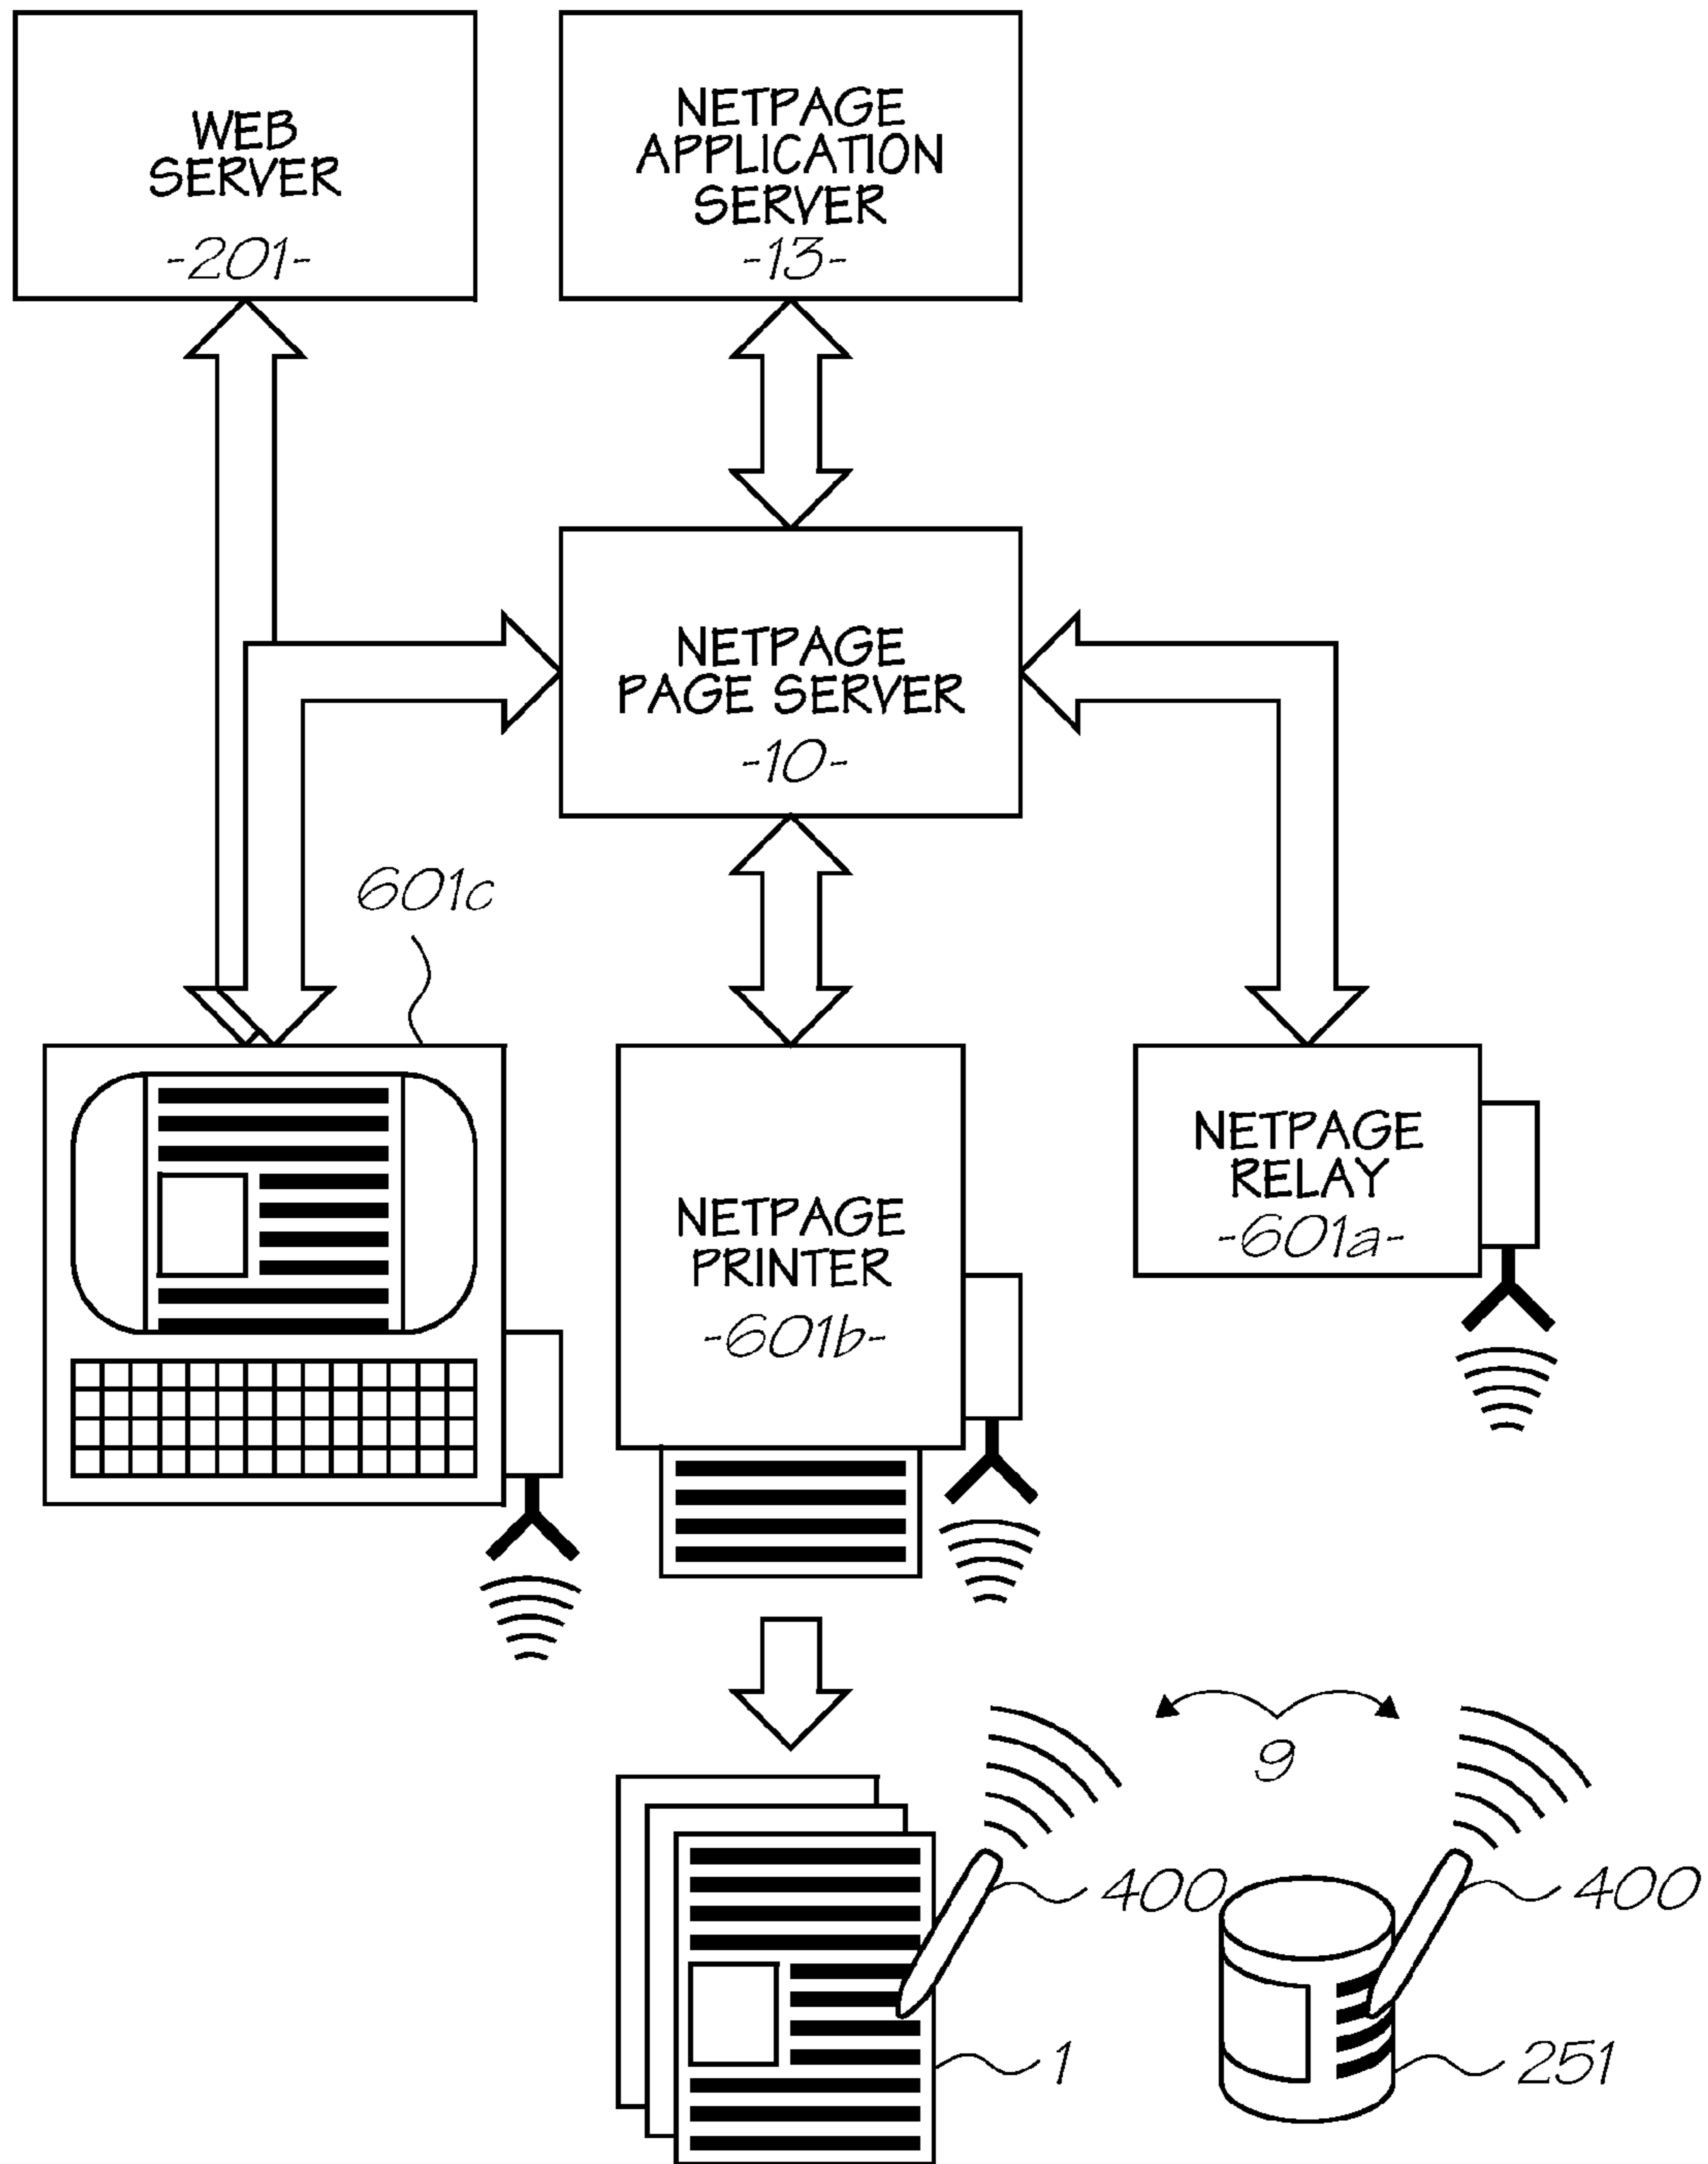 WEB
SERVER
-201-
NETPAGE
APPLICATION
SERVER
-13-
NETPAGE
PAGE SERVER
-10-
601c
NETPAGE
PRINTER
-601b-
NETPAGE
RELAY
-601a-
9
400
400
1
251